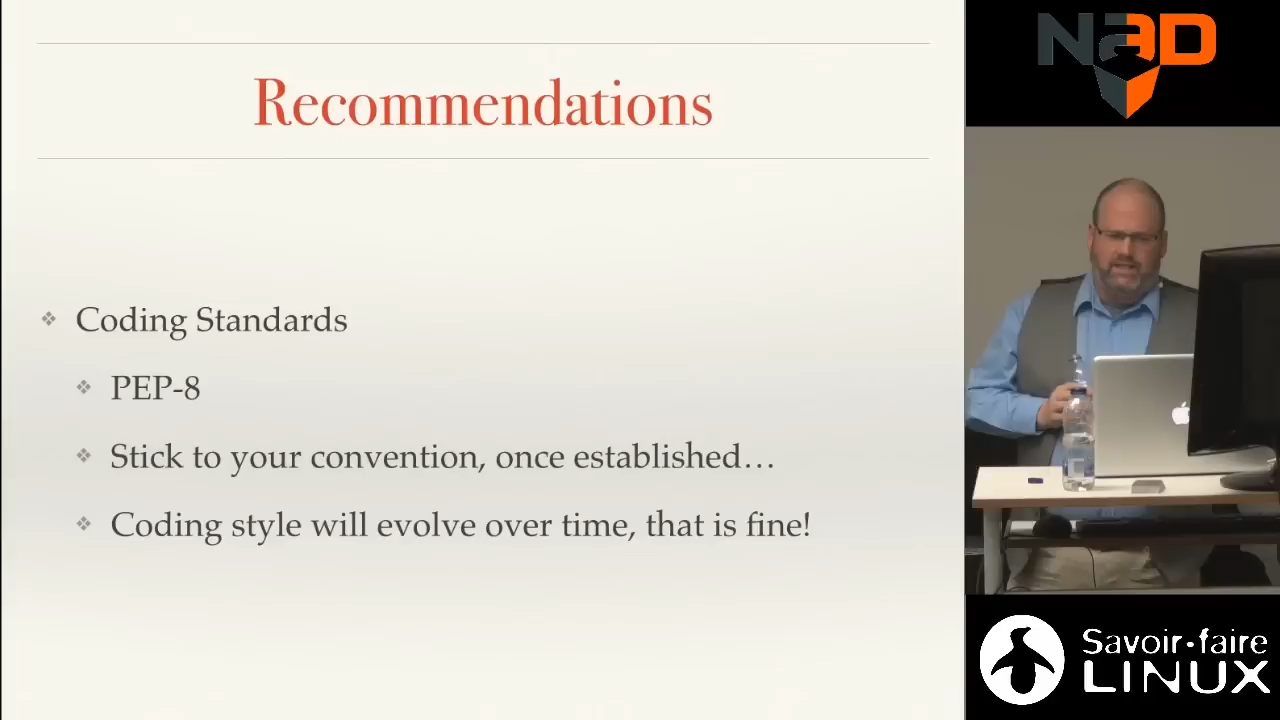 Recommendations
Coding Standards
PEP-8
Stick to your convention, once established…
Coding style will evolve over time, that is fine!
NAD
Savoir-faire
LINUX